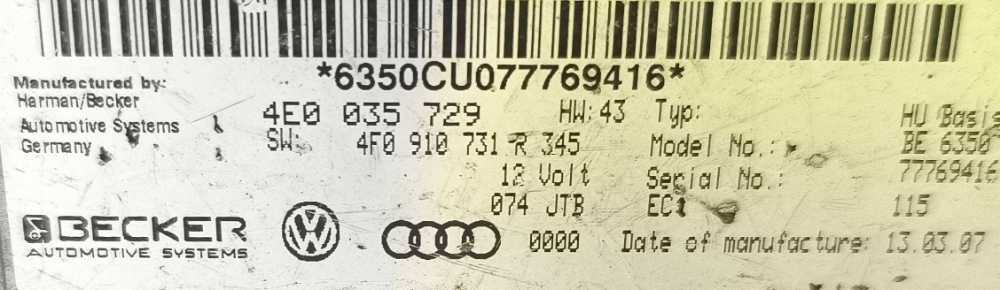 *6350CU077769416*
Manufactured by:
Harman/Becker
Automotive Systems
Germany
4E0 035 729 HW: 43 Typ: HU Basis
SW: 4F0 910 731 R 345 Model No.: BE 6350
12 Volt Serial No.: 77769416
074 JTB EC: 115
0000 Date of manufacture: 13.03.07
BECKER
AUTOMOTIVE SYSTEMS